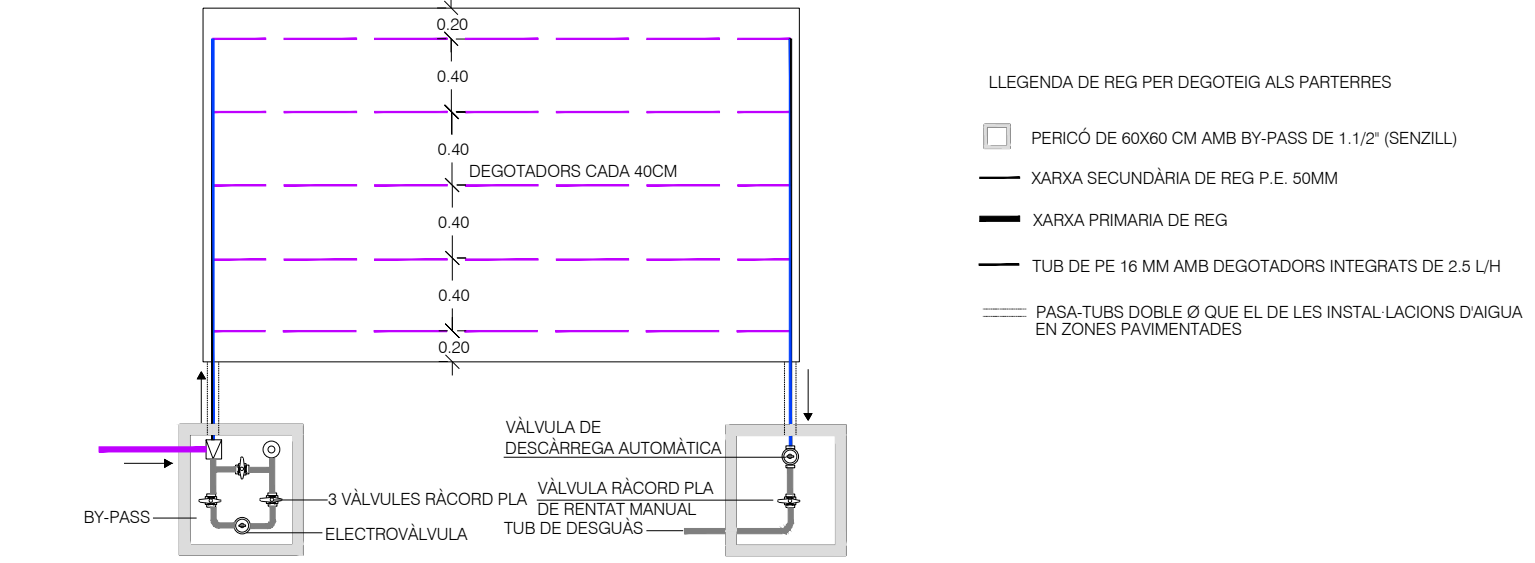 0.20
0.40
0.40
DEGOTADORS CADA 40CM
0.40
0.40
0.20
VÀLVULA DE
DESCÀRREGA AUTOMÀTICA
3 VÀLVULES RÀCORD PLA
VÀLVULA RÀCORD PLA
DE RENTAT MANUAL
BY-PASS
TUB DE DESGUÀS
ELECTROVÀLVULA
LLEGENDA DE REG PER DEGOTEIG ALS PARTERRES
PERICÓ DE 60X60 CM AMB BY-PASS DE 1.1/2" (SENZILL)
XARXA SECUNDÀRIA DE REG P.E. 50MM
XARXA PRIMARIA DE REG
TUB DE PE 16 MM AMB DEGOTADORS INTEGRATS DE 2.5 L/H
PASA-TUBS DOBLE Ø QUE EL DE LES INSTAL·LACIONS D'AIGUA
EN ZONES PAVIMENTADES